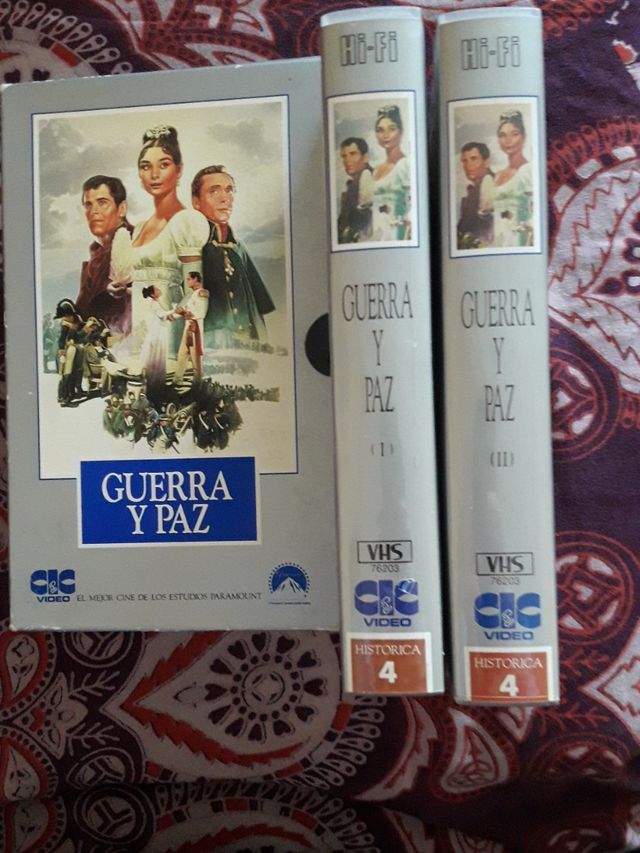 GUERRA
Y PAZ
CIC
VIDEO
EL MEJOR CINE DE LOS ESTUDIOS PARAMOUNT
Hi-Fi
GUERRA
Y
PAZ
(I)
VHS
76203
CIC
VIDEO
HISTORICA
4
Hi-Fi
GUERRA
Y
PAZ
(II)
VHS
76203
CIC
VIDEO
HISTORICA
4